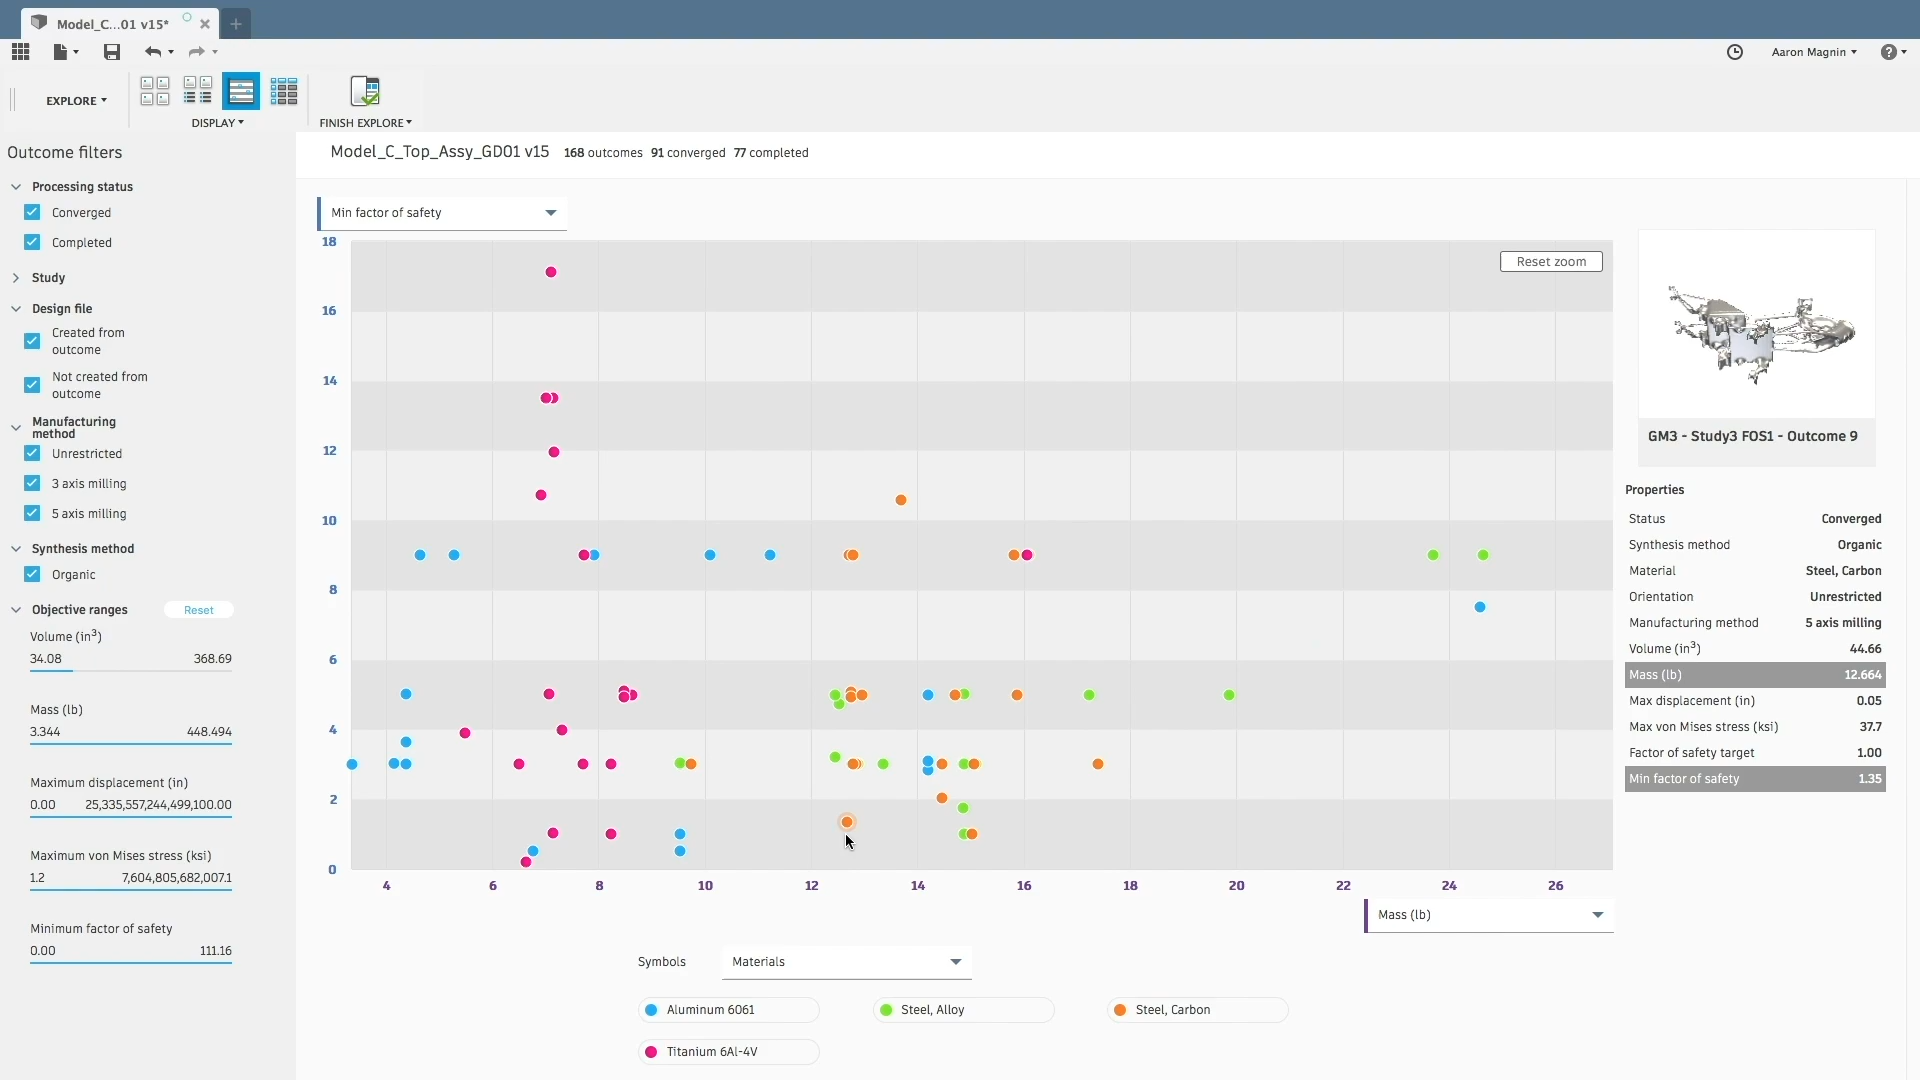 Model_C...01 v15*
Aaron Magnin
EXPLORE
DISPLAY
FINISH EXPLORE
Outcome filters
Processing status
Converged
Completed
Study
Design file
Created from
outcome
Not created from
outcome
Manufacturing
method
Unrestricted
3 axis milling
5 axis milling
Synthesis method
Organic
Objective ranges
Reset
Volume (in³)
34.08 368.69
Mass (lb)
3.344 448.494
Maximum displacement (in)
0.00 25,335,557,244,499,100.00
Maximum von Mises stress (ksi)
1.2 7,604,805,682,007.1
Minimum factor of safety
0.00 111.16
Model_C_Top_Assy_GD01 v15 168 outcomes 91 converged 77 completed
Min factor of safety
Reset zoom
18
16
14
12
10
8
6
4
2
0
4 6 8 10 12 14 16 18 20 22 24 26
Mass (lb)
Symbols Materials
Aluminum 6061 Steel, Alloy Steel, Carbon
Titanium 6Al-4V
GM3 - Study3 FOS1 - Outcome 9
Properties
Status Converged
Synthesis method Organic
Material Steel, Carbon
Orientation Unrestricted
Manufacturing method 5 axis milling
Volume (in³) 44.66
Mass (lb) 12.664
Max displacement (in) 0.05
Max von Mises stress (ksi) 37.7
Factor of safety target 1.00
Min factor of safety 1.35